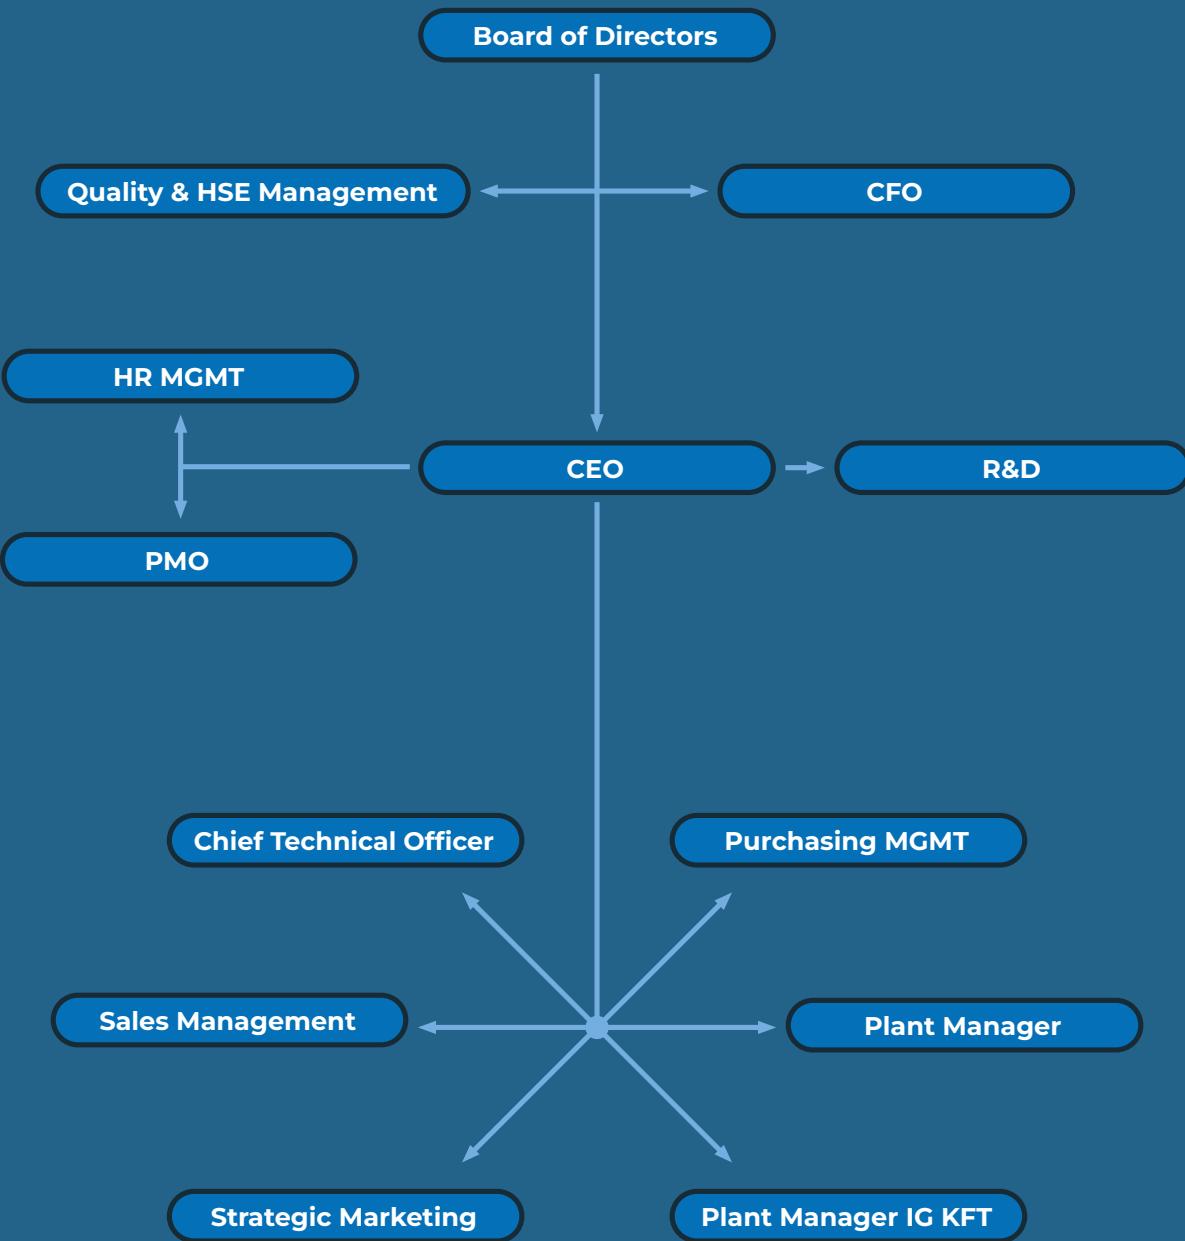 Board of Directors
Quality & HSE Management
CFO
HR MGMT
CEO
R&D
PMO
Chief Technical Officer
Purchasing MGMT
Sales Management
Plant Manager
Strategic Marketing
Plant Manager IG KFT